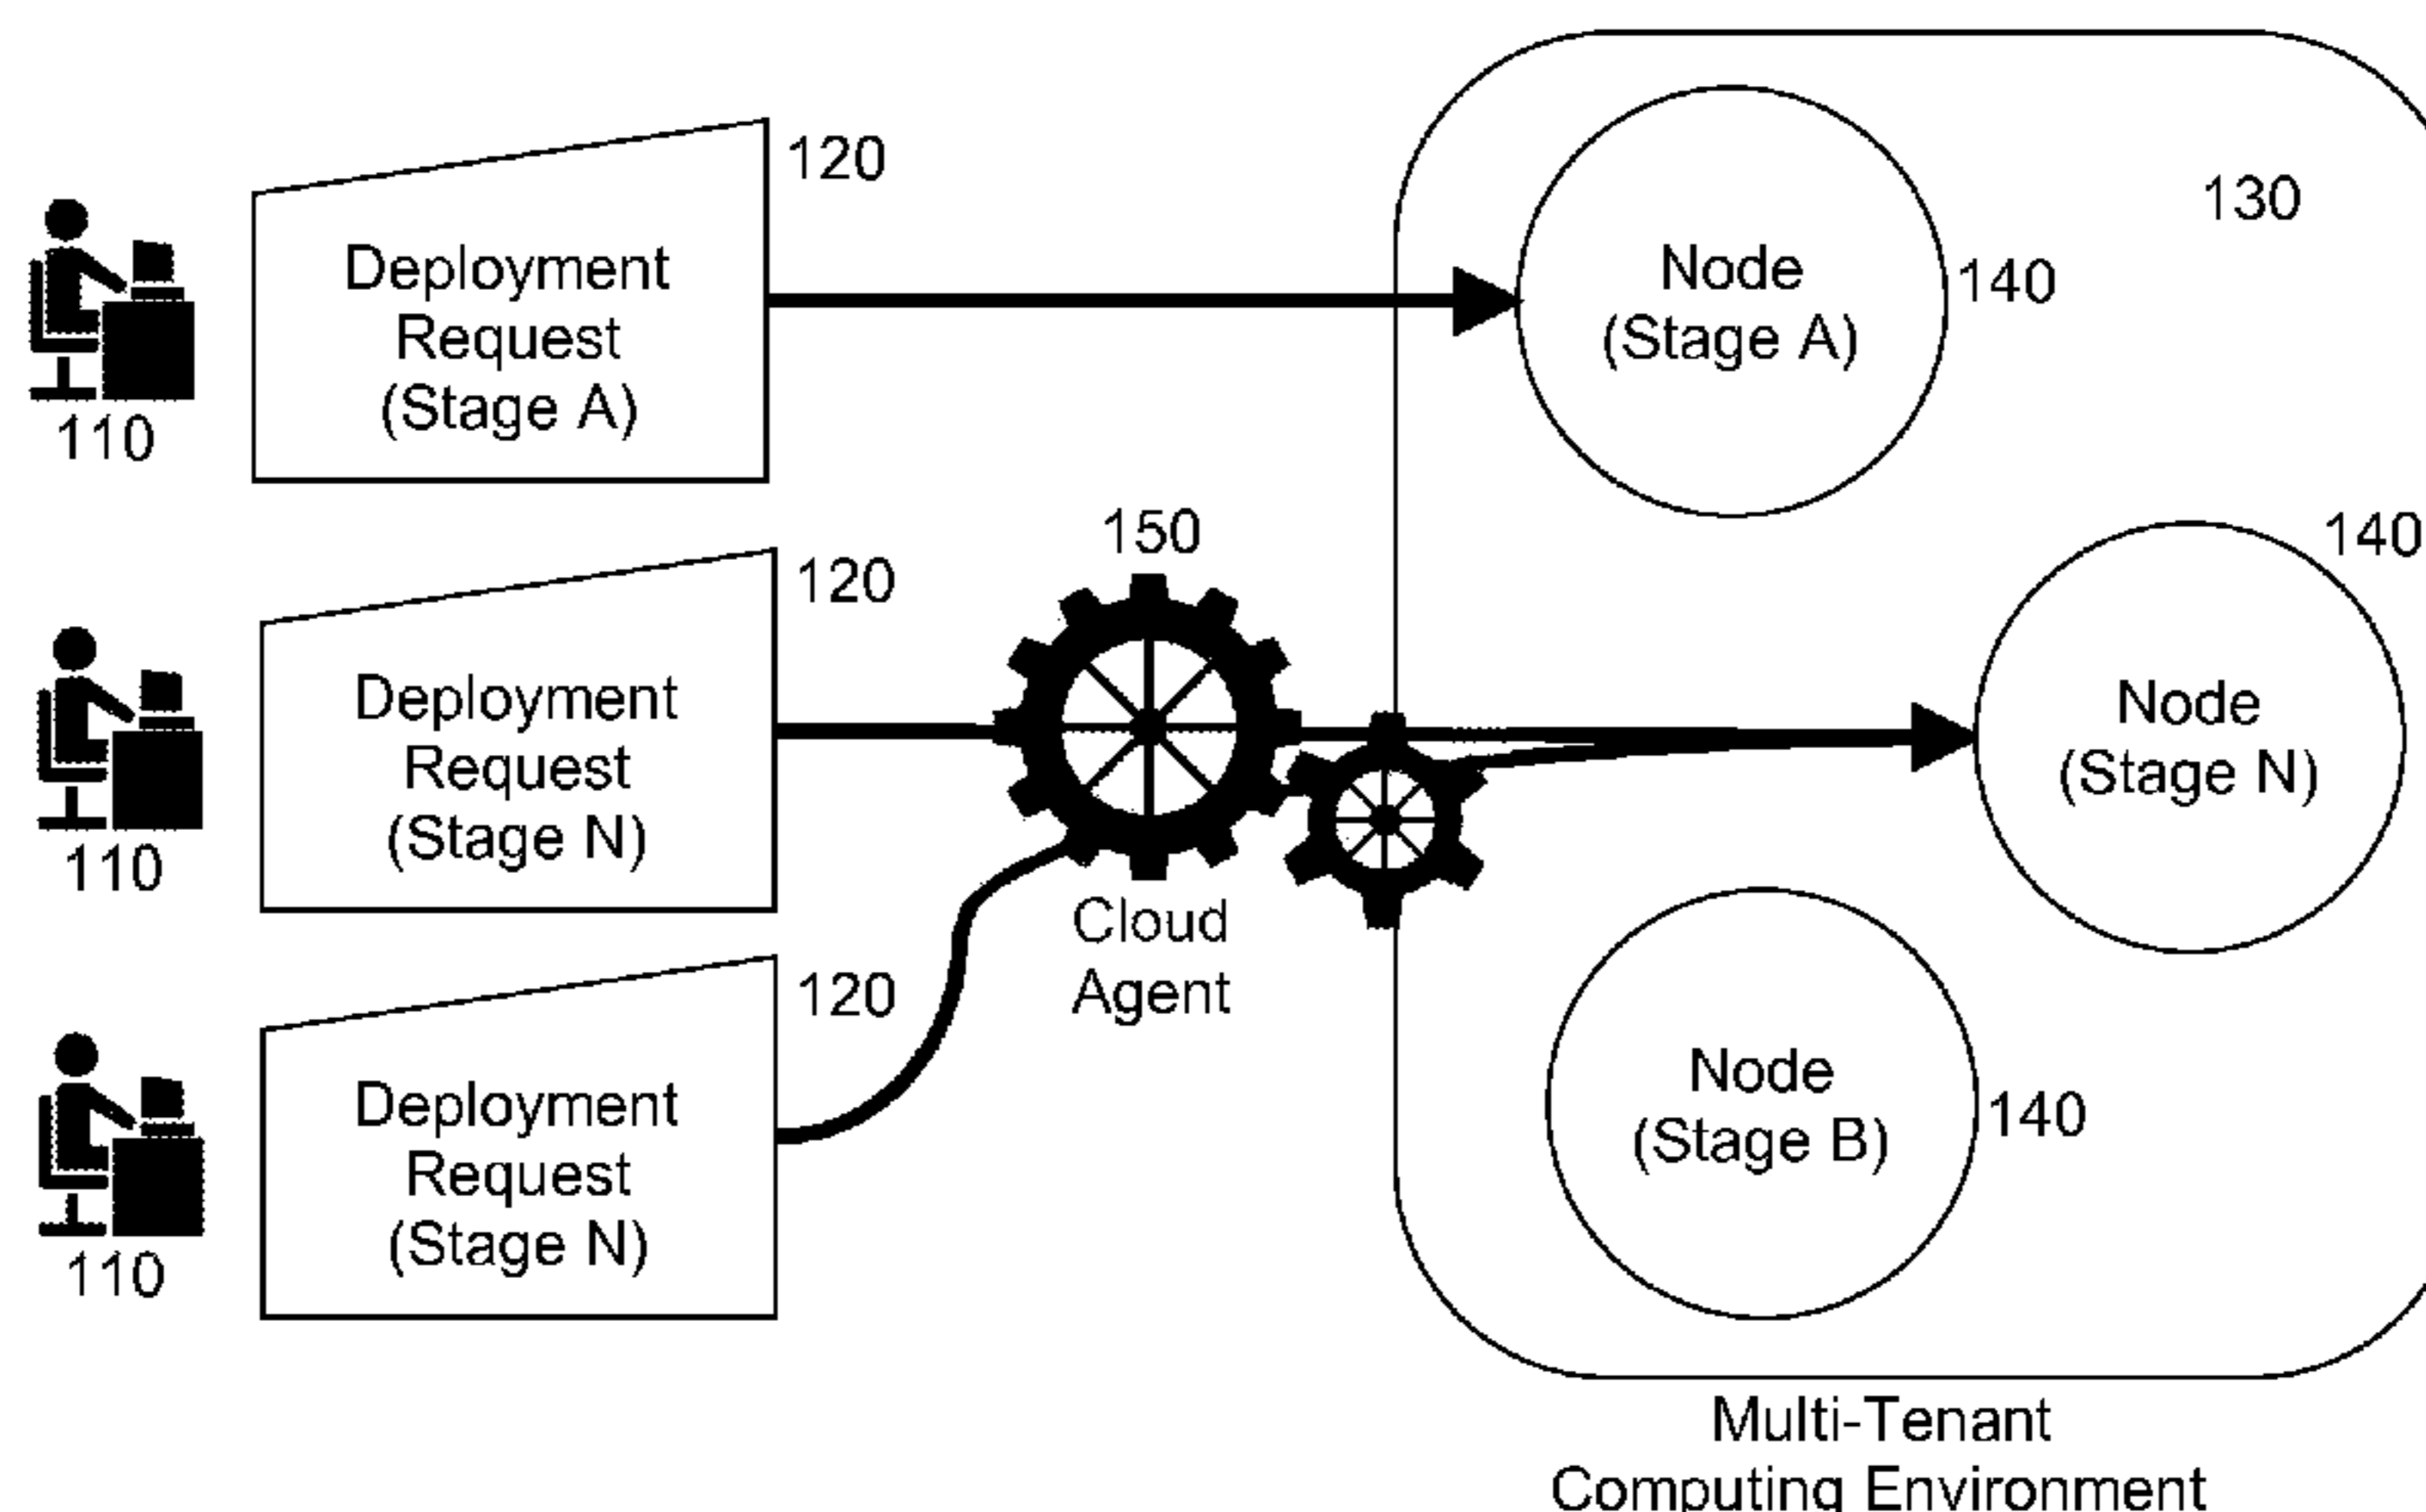 120
Deployment
Request
(Stage A)
110
130
Node
(Stage A)
140
150
120
Deployment
Request
(Stage N)
110
Cloud
Agent
140
Node
(Stage N)
120
Deployment
Request
(Stage N)
110
Node
(Stage B)
140
Multi-Tenant
Computing Environment